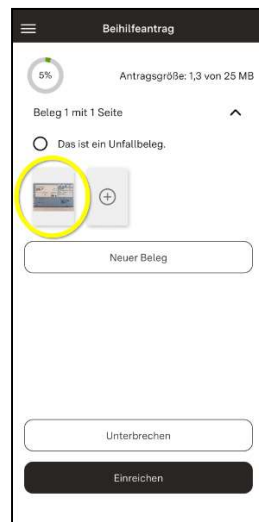 Beihilfeantrag
5%
Antragsgröße: 1,3 von 25 MB
Beleg 1 mit 1 Seite
Das ist ein Unfallbeleg.
Neuer Beleg
Unterbrechen
Einreichen